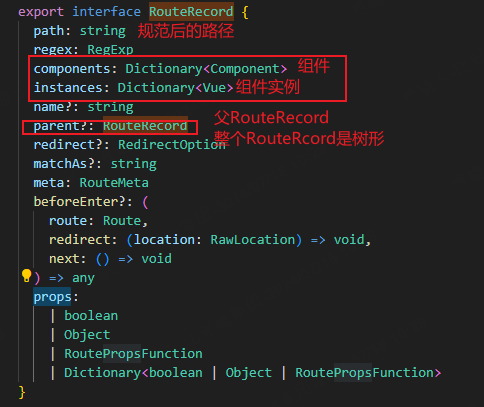 export interface RouteRecord {
path: string 规范后的路径
regex: RegExp
components: Dictionary<Component> 组件
instances: Dictionary<Vue>组件实例
name?: string
parent?: RouteRecord 父RouteRecord
整个RouteRcord是树形
redirect?: RedirectOption
matchAs?: string
meta: RouteMeta
beforeEnter?: (
route: Route,
redirect: (location: RawLocation) => void,
next: () => void
) => any
props:
| boolean
| Object
| RoutePropsFunction
| Dictionary<boolean | Object | RoutePropsFunction>
}